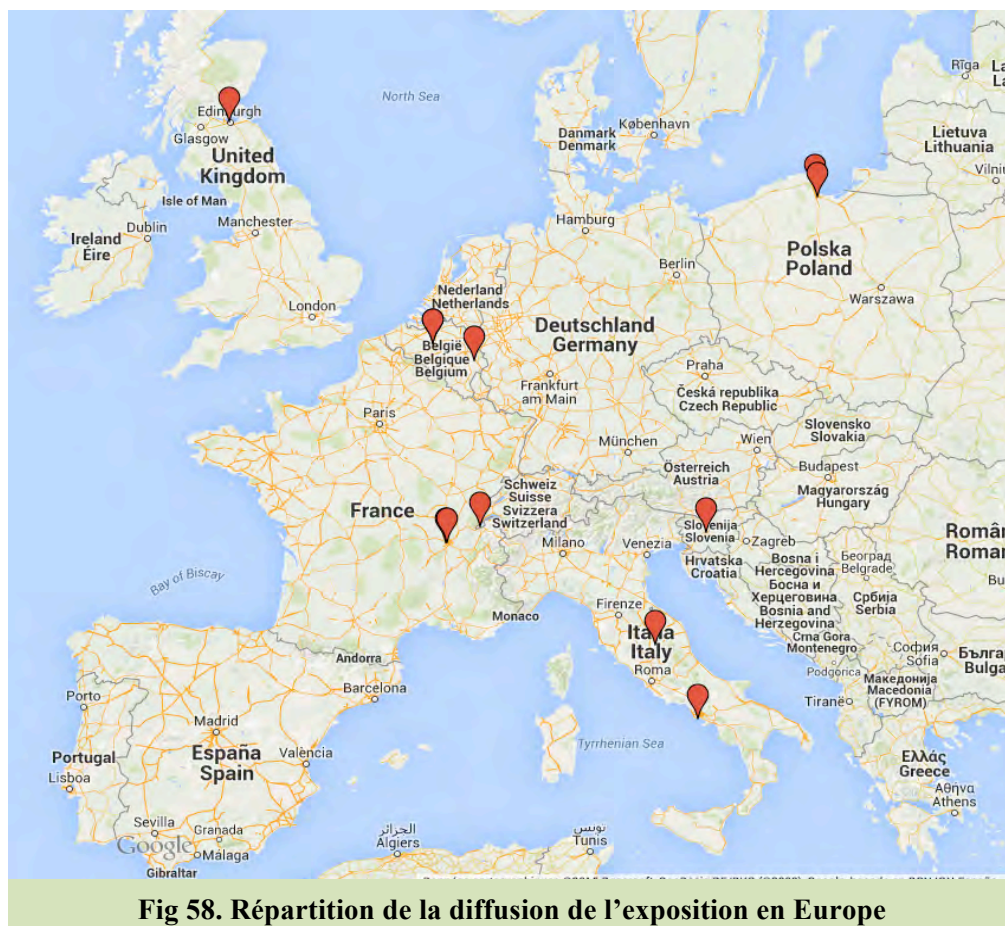 Rīga
North Sea
Edinburgh
Glasgow
København
Danmark
Denmark
Lietuva
Lithuania
United
Kingdom
Isle of Man
Dublin
Ireland
Éire
Manchester
Hamburg
Polska
Poland
Berlin
Warszawa
Nederland
Netherlands
London
België
Belgique
Belgium
Deutschland
Germany
Praha
Frankfurt
am Main
Česká republika
Czech Republic
Paris
Slovensko
Slovakia
München
Wien
Österreich
Austria
Budapest
Magyarország
Hungary
Schweiz
Suisse
Svizzera
Switzerland
France
Slovenija
Slovenia
Zagreb
Milano
Venezia
Hrvatska
Croatia
Bosna i
Hercegovina
Босна и
Херцеговина
Bosnia and
Herzegovina
Београд
Belgrade
Србија
Serbia
Bay of Biscay
Monaco
Firenze
Italia
Italy
Crna Gora
Montenegro
Podgorica
София
Sofia
Andorra
Roma
Македонија
Macedonia
(FYROM)
Tiranë
Porto
Barcelona
Madrid
España
Spain
València
Portugal
Lisboa
Tyrrhenian Sea
Ελλάς
Greece
Αθήνα
Athens
Sevilla
Granada
Málaga
Google
Gibraltar
الجزائر
Algiers
تونس
Tunis
Fig 58. Répartition de la diffusion de l’exposition en Europe